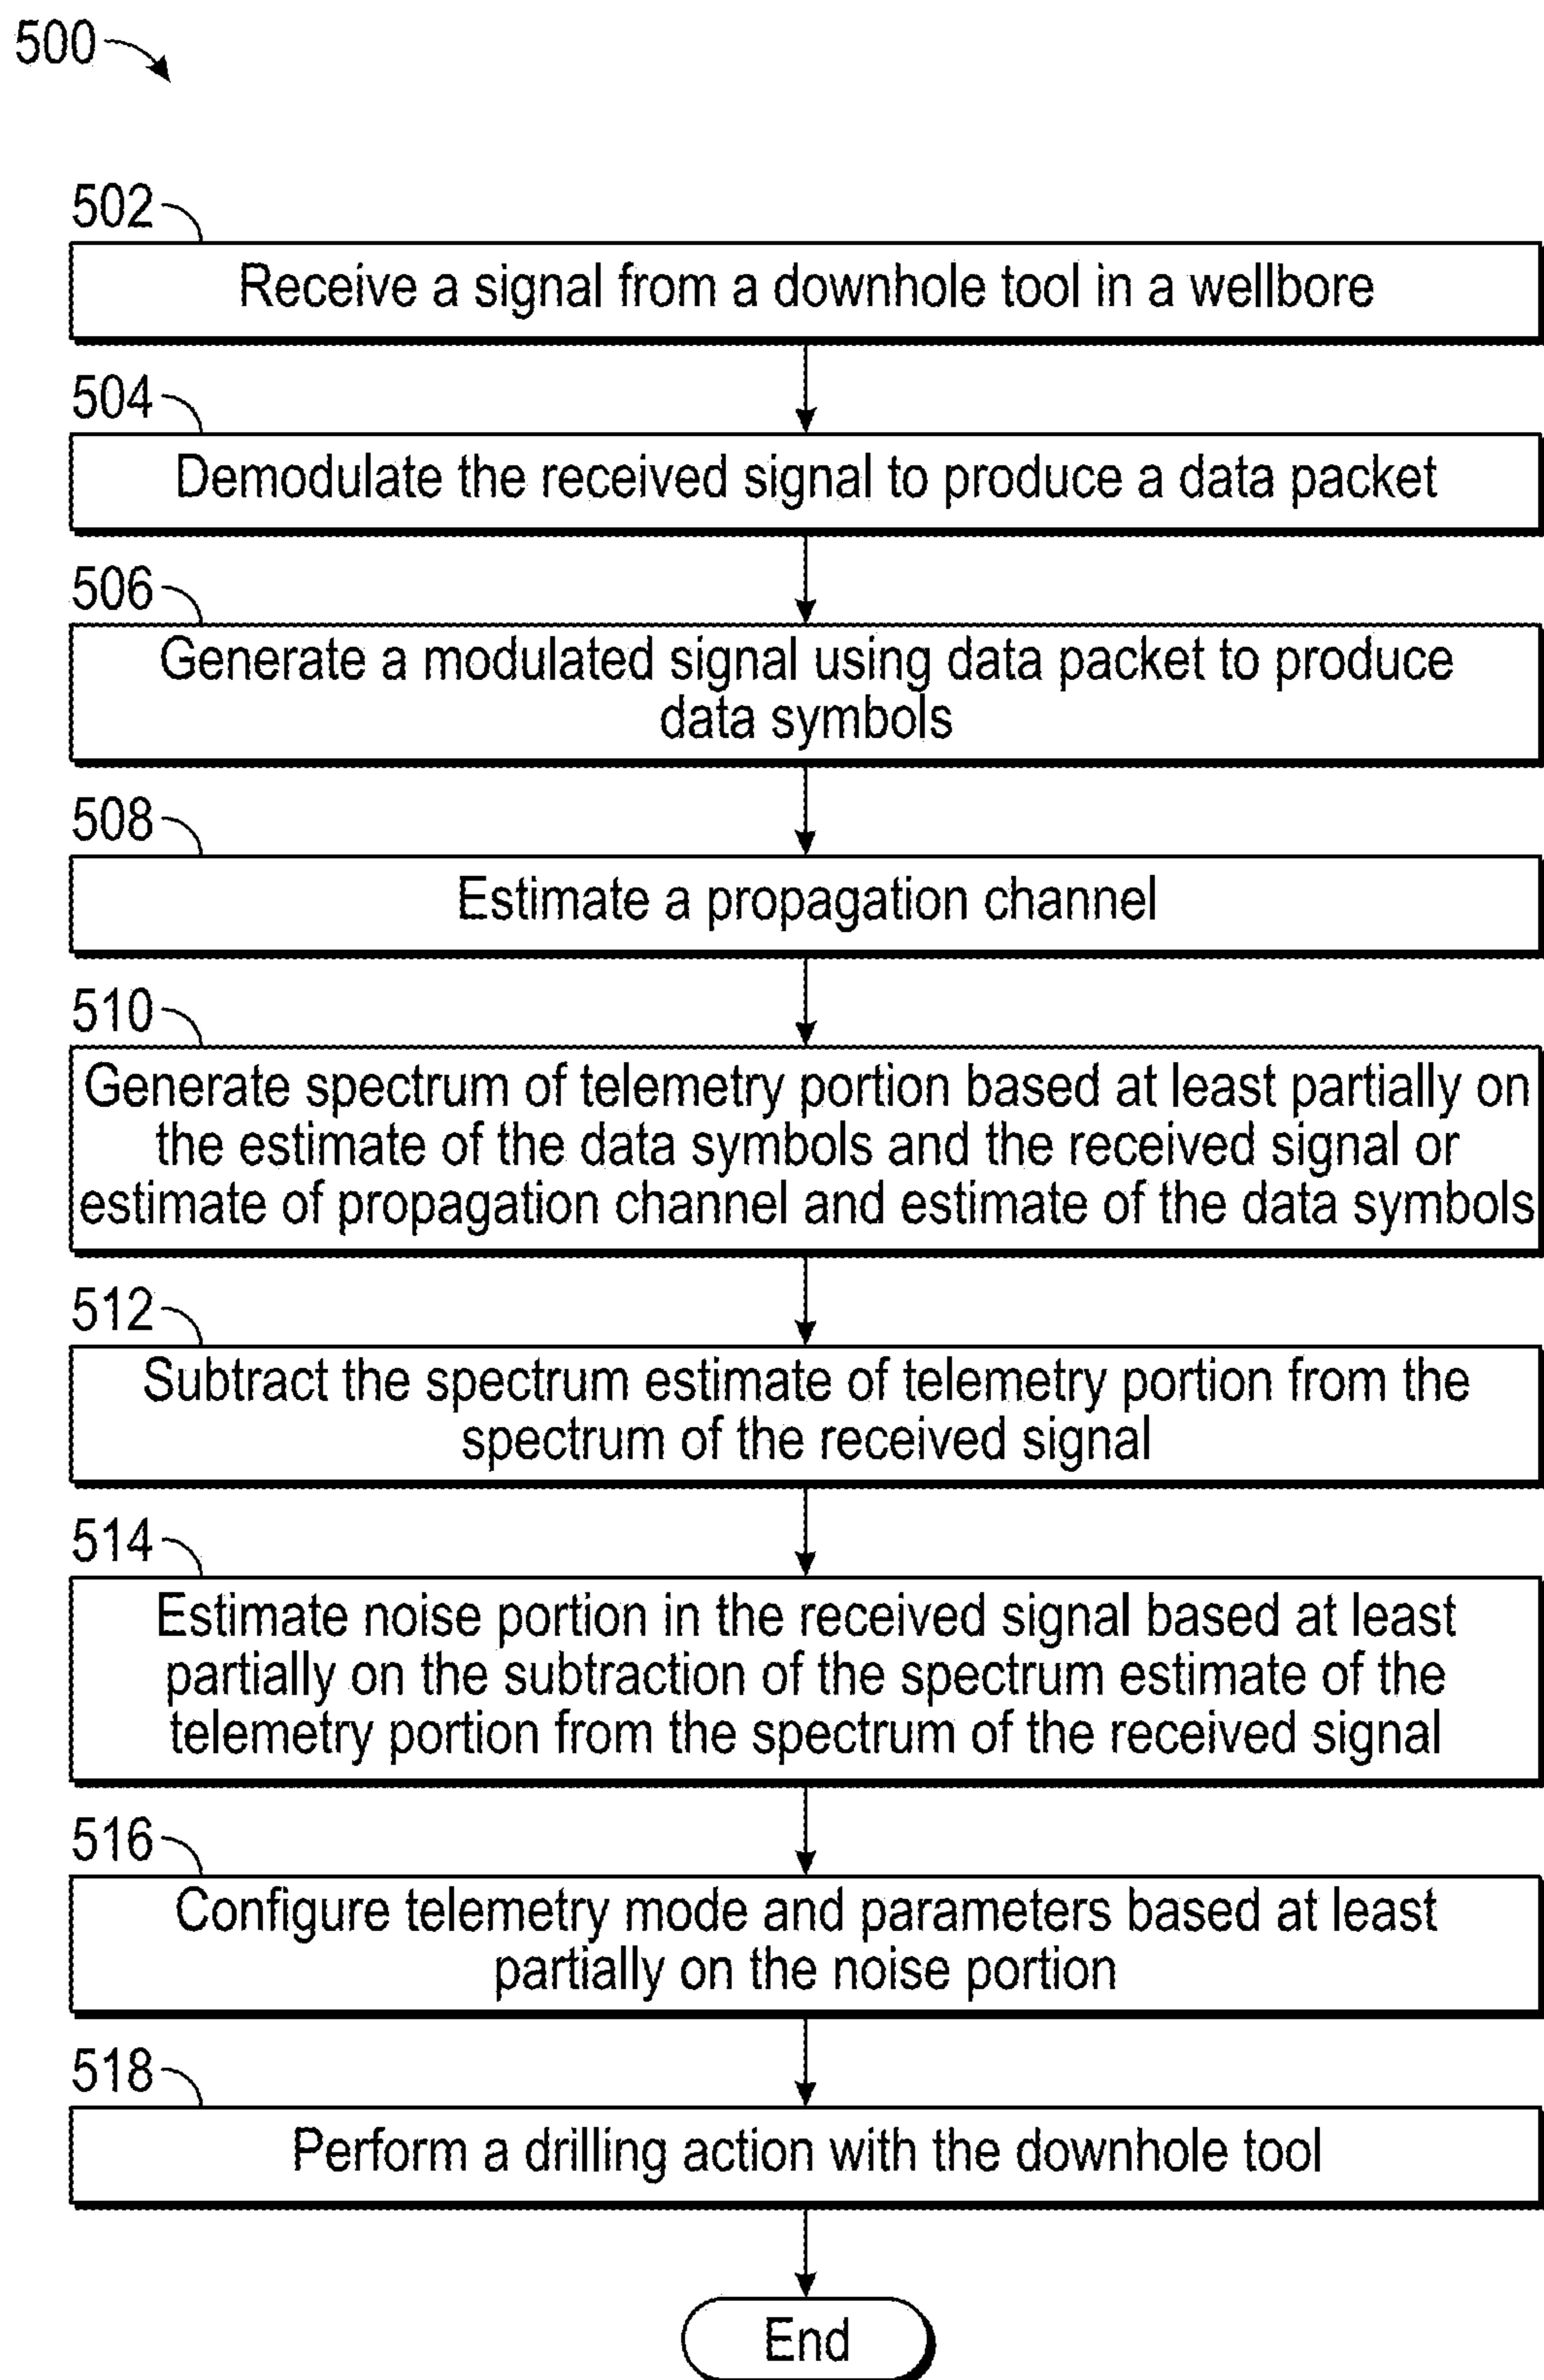 500
502
Receive a signal from a downhole tool in a wellbore
504
Demodulate the received signal to produce a data packet
506
Generate a modulated signal using data packet to produce
data symbols
508
Estimate a propagation channel
510
Generate spectrum of telemetry portion based at least partially on
the estimate of the data symbols and the received signal or
estimate of propagation channel and estimate of the data symbols
512
Subtract the spectrum estimate of telemetry portion from the
spectrum of the received signal
514
Estimate noise portion in the received signal based at least
partially on the subtraction of the spectrum estimate of the
telemetry portion from the spectrum of the received signal
516
Configure telemetry mode and parameters based at least
partially on the noise portion
518
Perform a drilling action with the downhole tool
End